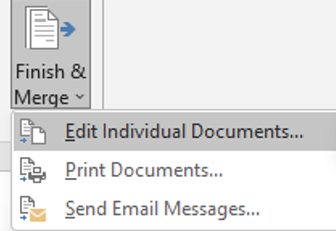 Finish &
Merge
Edit Individual Documents...
Print Documents...
Send Email Messages...